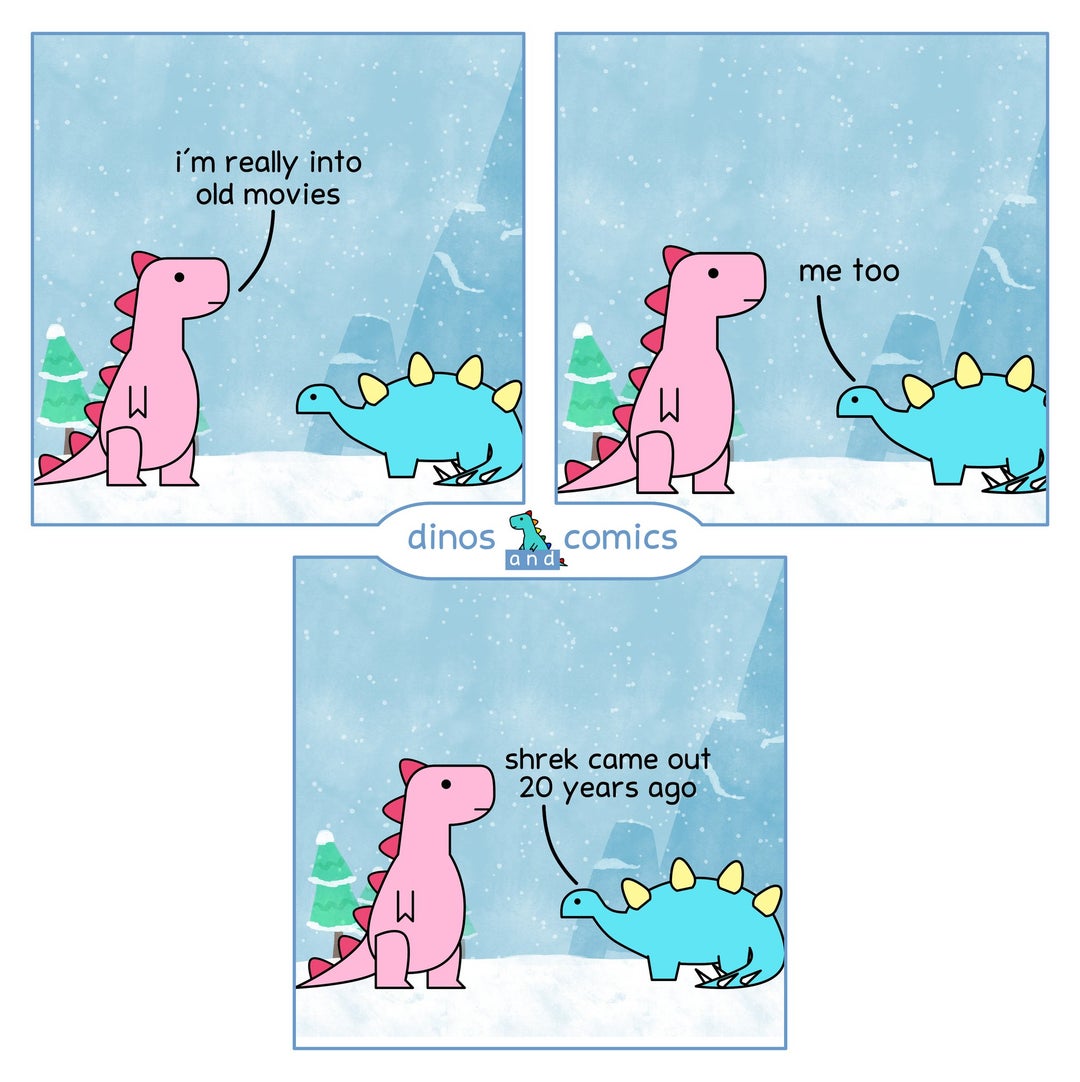 i´m really into
old movies
me too
dinos and comics
shrek came out
20 years ago